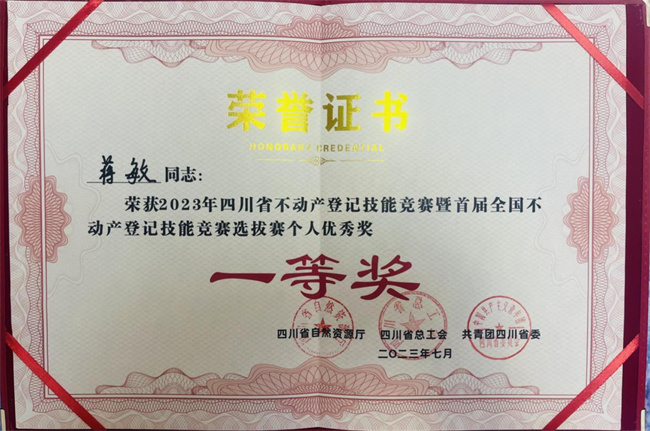 荣誉证书
HONORARY CREDENTIAL
蒋敏同志:
荣获2023年四川省不动产登记技能竞赛暨首届全国不
动产登记技能竞赛选拔赛个人优秀奖
一等奖
四川省自然资源厅 四川省总工会 共青团四川省委
二〇二三年七月